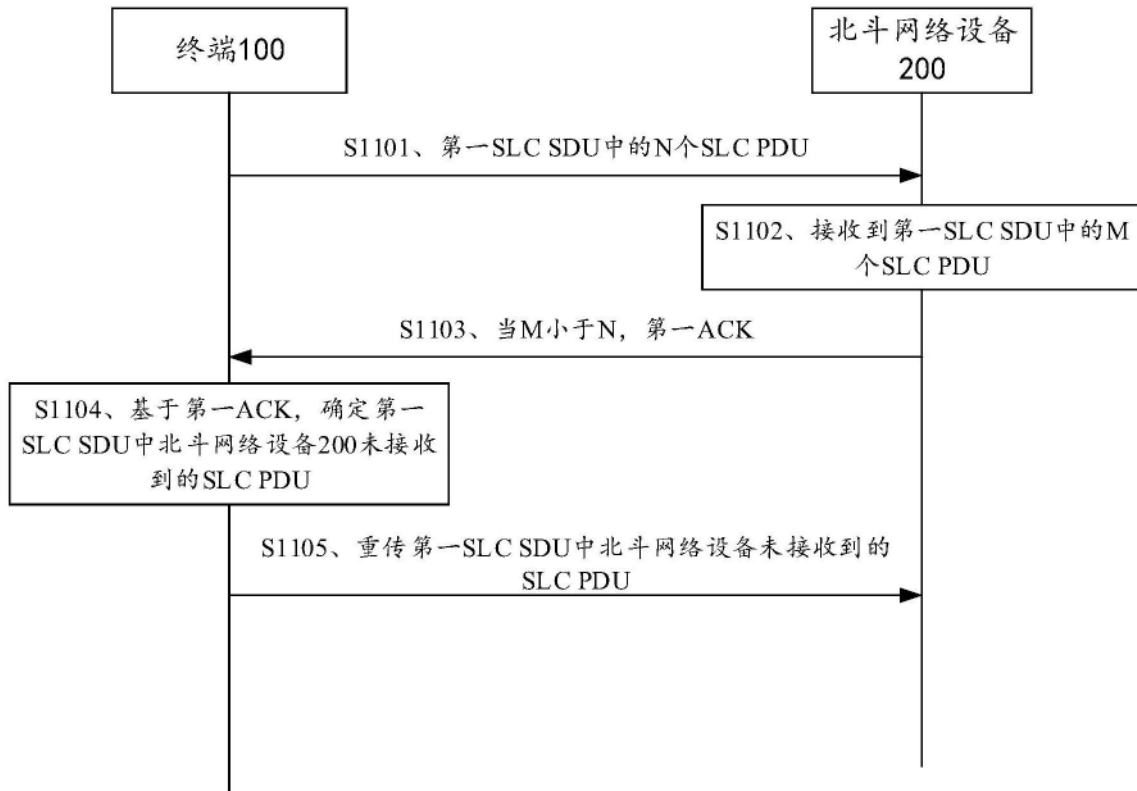 终端100
北斗网络设备
200
S1101、第一SLC SDU中的N个SLC PDU
S1102、接收到第一SLC SDU中的M
个SLC PDU
S1103、当M小于N，第一ACK
S1104、基于第一ACK，确定第一
SLC SDU中北斗网络设备200未接收
到的SLC PDU
S1105、重传第一SLC SDU中北斗网络设备未接收到的
SLC PDU